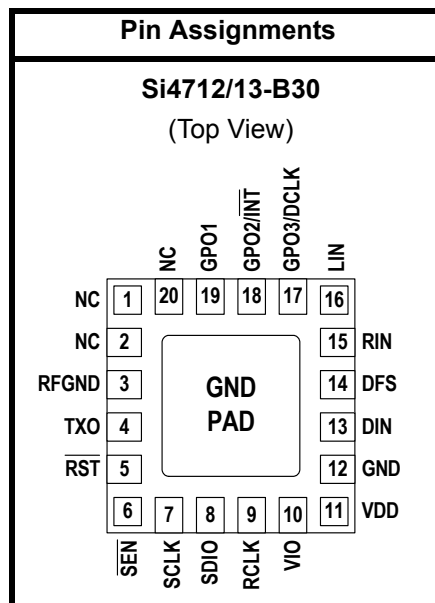 Pin Assignments
Si4712/13-B30
(Top View)
NC
GPO1
GPO2/INT
GPO3/DCLK
LIN
20
19
18
17
16
NC 1
NC 2
15 RIN
RFGND 3
14 DFS
TXO 4
13 DIN
RST 5
12 GND
GND
PAD
6
7
8
9
10
11 VDD
SEN
SCLK
SDIO
RCLK
VIO